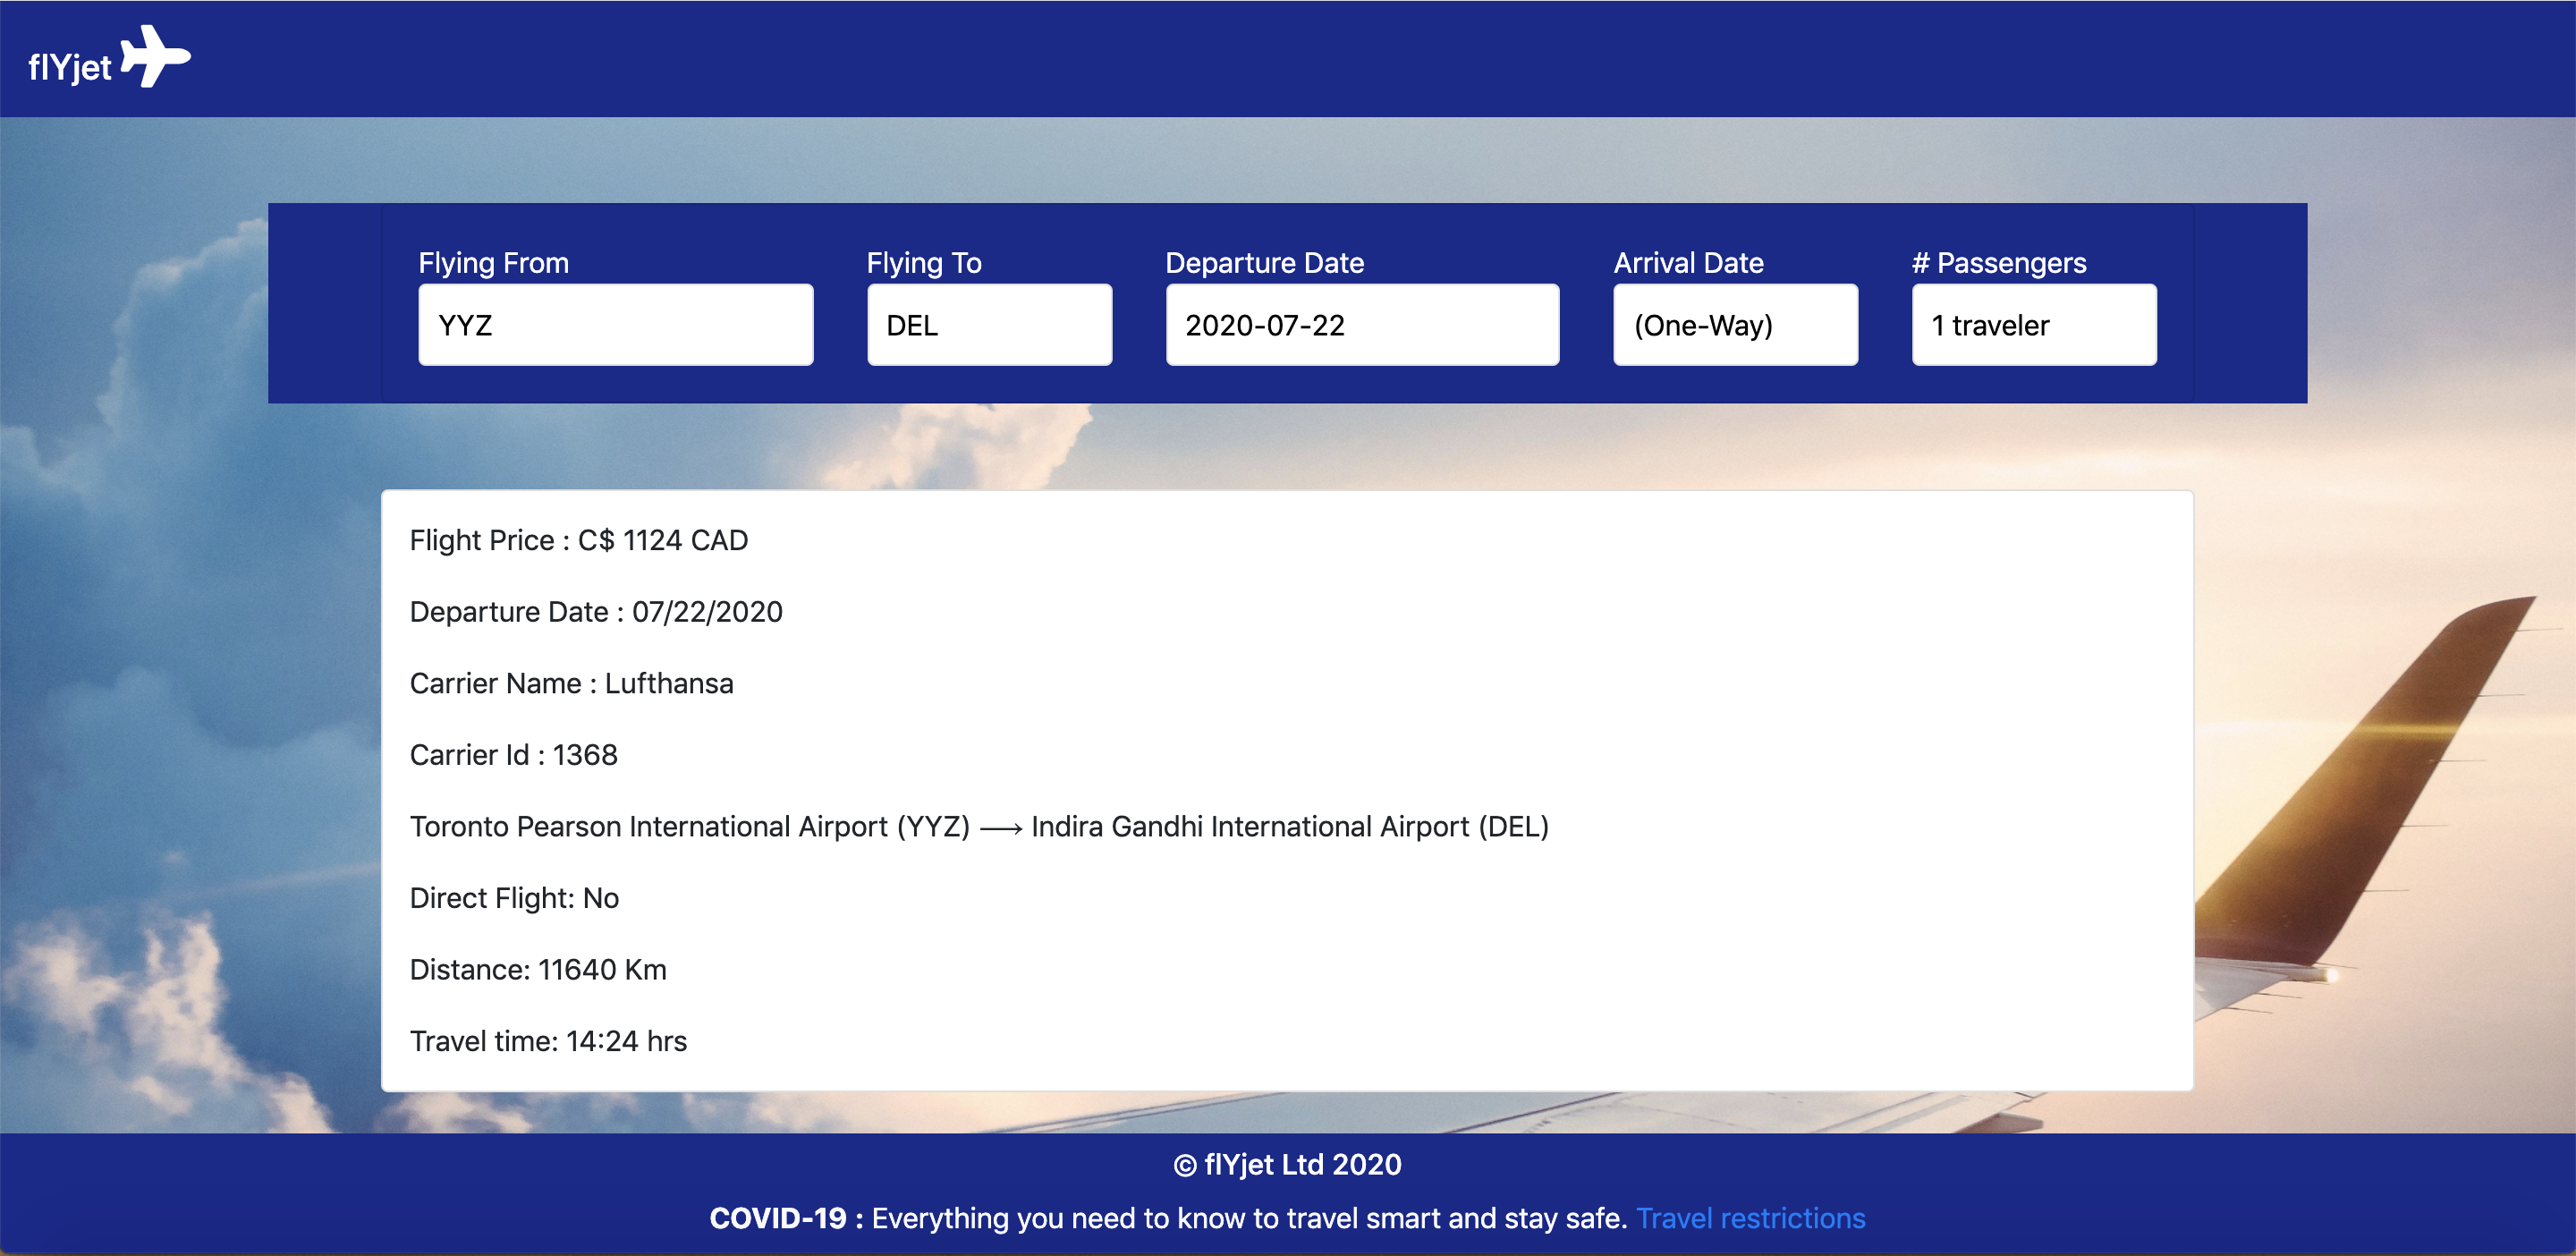 flYjet
Flying From Flying To Departure Date Arrival Date # Passengers
YYZ DEL 2020-07-22 (One-Way) 1 traveler
Flight Price : C$ 1124 CAD
Departure Date : 07/22/2020
Carrier Name : Lufthansa
Carrier Id : 1368
Toronto Pearson International Airport (YYZ) ⟶ Indira Gandhi International Airport (DEL)
Direct Flight: No
Distance: 11640 Km
Travel time: 14:24 hrs
© flYjet Ltd 2020
COVID-19 : Everything you need to know to travel smart and stay safe. Travel restrictions